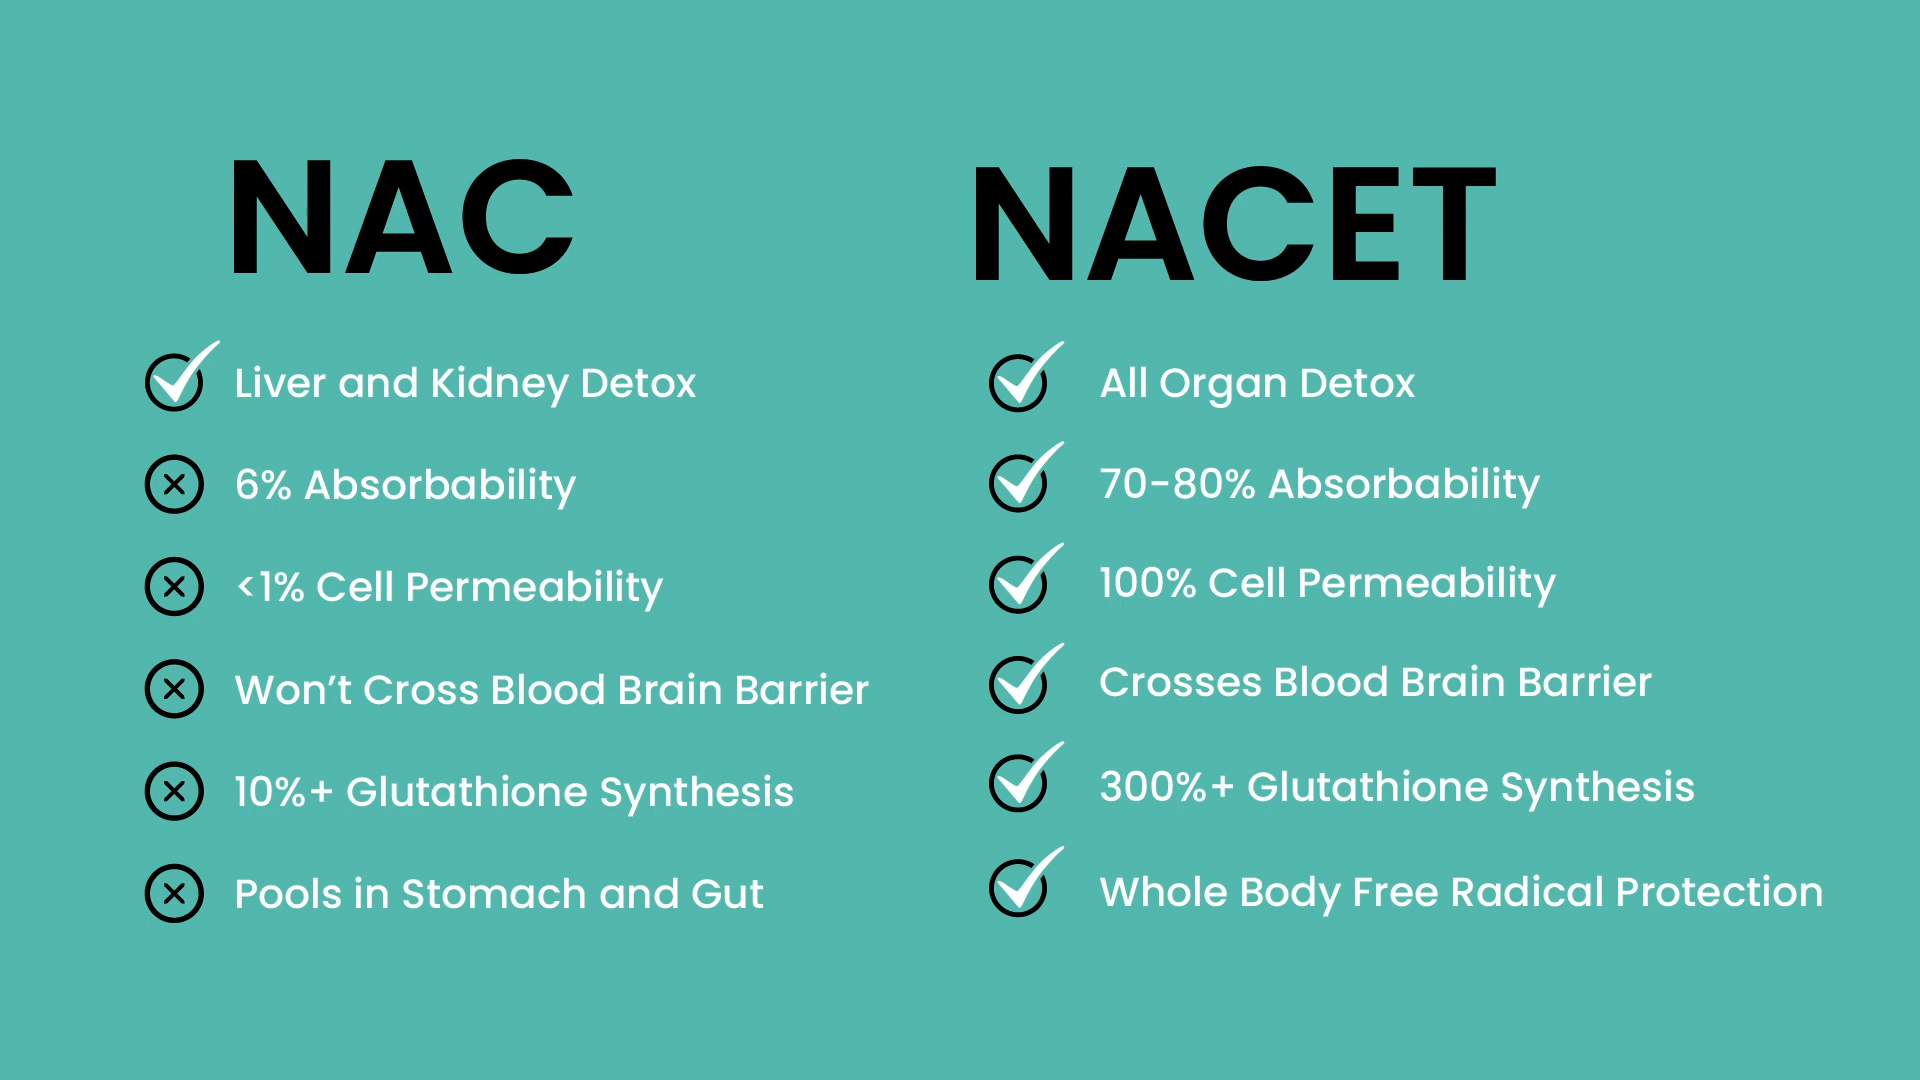 NAC
Liver and Kidney Detox
6% Absorbability
<1% Cell Permeability
Won’t Cross Blood Brain Barrier
10%+ Glutathione Synthesis
Pools in Stomach and Gut
NACET
All Organ Detox
70-80% Absorbability
100% Cell Permeability
Crosses Blood Brain Barrier
300%+ Glutathione Synthesis
Whole Body Free Radical Protection